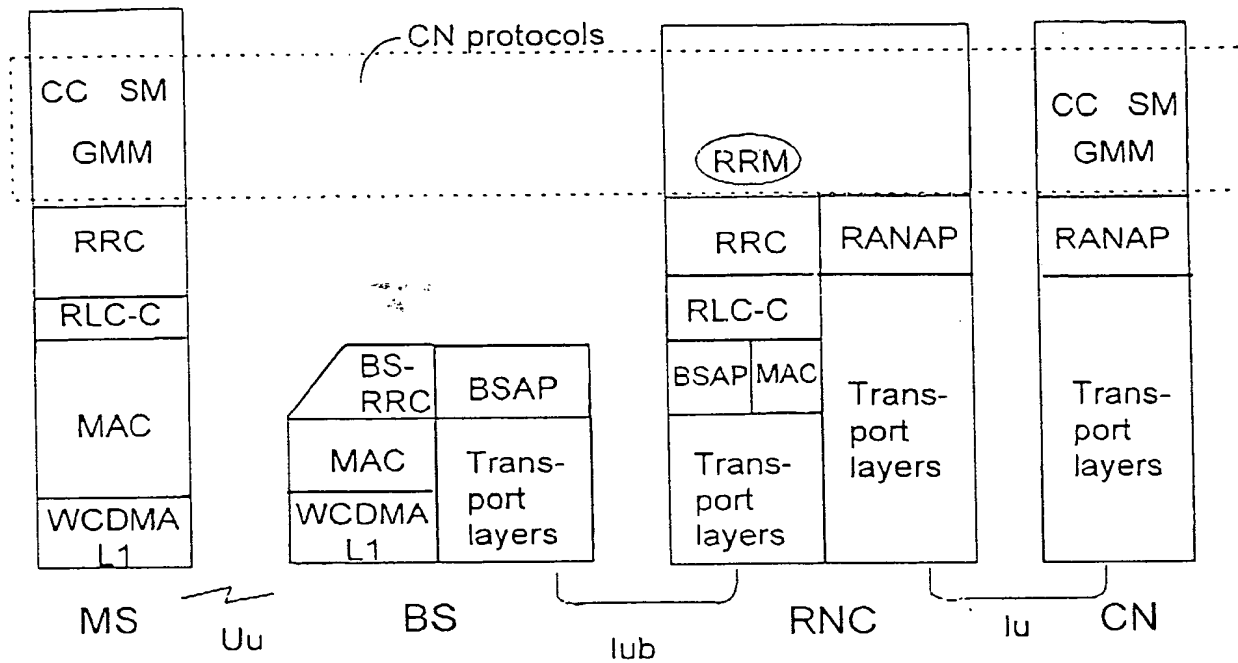 CN protocols
CC SM
GMM
RRC
RLC-C
MAC
WCDMA
L1
MS
Uu
BS-
RRC
BSAP
MAC
Trans-
port
layers
WCDMA
L1
BS
Iub
RRM
RRC
RANAP
RLC-C
BSAP
MAC
Trans-
port
layers
Trans-
port
layers
RNC
Iu
CC SM
GMM
RANAP
Trans-
port
layers
CN